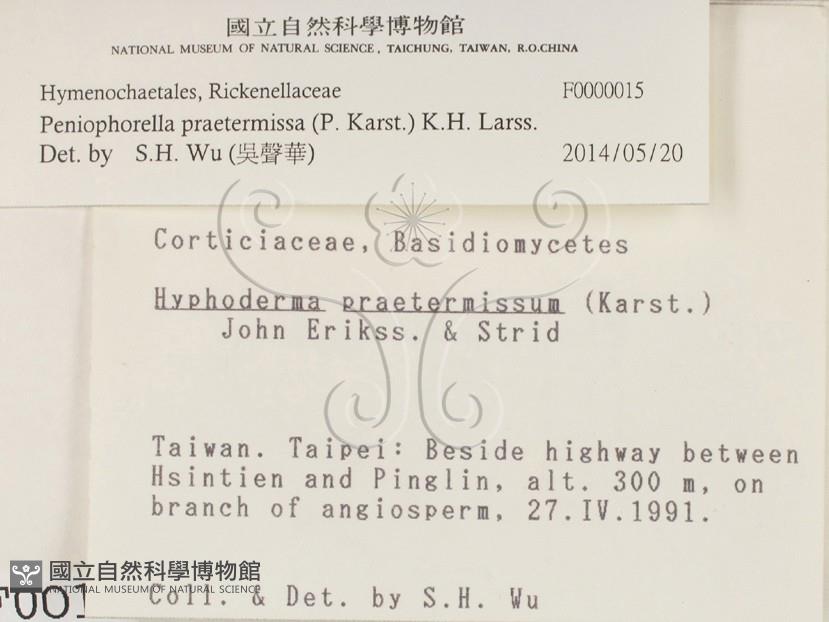 國立自然科學博物館
NATIONAL MUSEUM OF NATURAL SCIENCE, TAICHUNG, TAIWAN, R.O.CHINA
Hymenochaetales, Rickenellaceae F0000015
Peniophorella praetermissa (P. Karst.) K.H. Larss.
Det. by S.H. Wu (吳聲華) 2014/05/20
Corticiaceae, Basidiomycetes
Hyphoderma praetermissum (Karst.)
John Erikss. & Strid
Taiwan. Taipei: Beside highway between
Hsintien and Pinglin, alt. 300 m, on
branch of angiosperm, 27.IV.1991.
國立自然科學博物館
NATIONAL MUSEUM OF NATURAL SCIENCE
Coll. & Det. by S.H. Wu